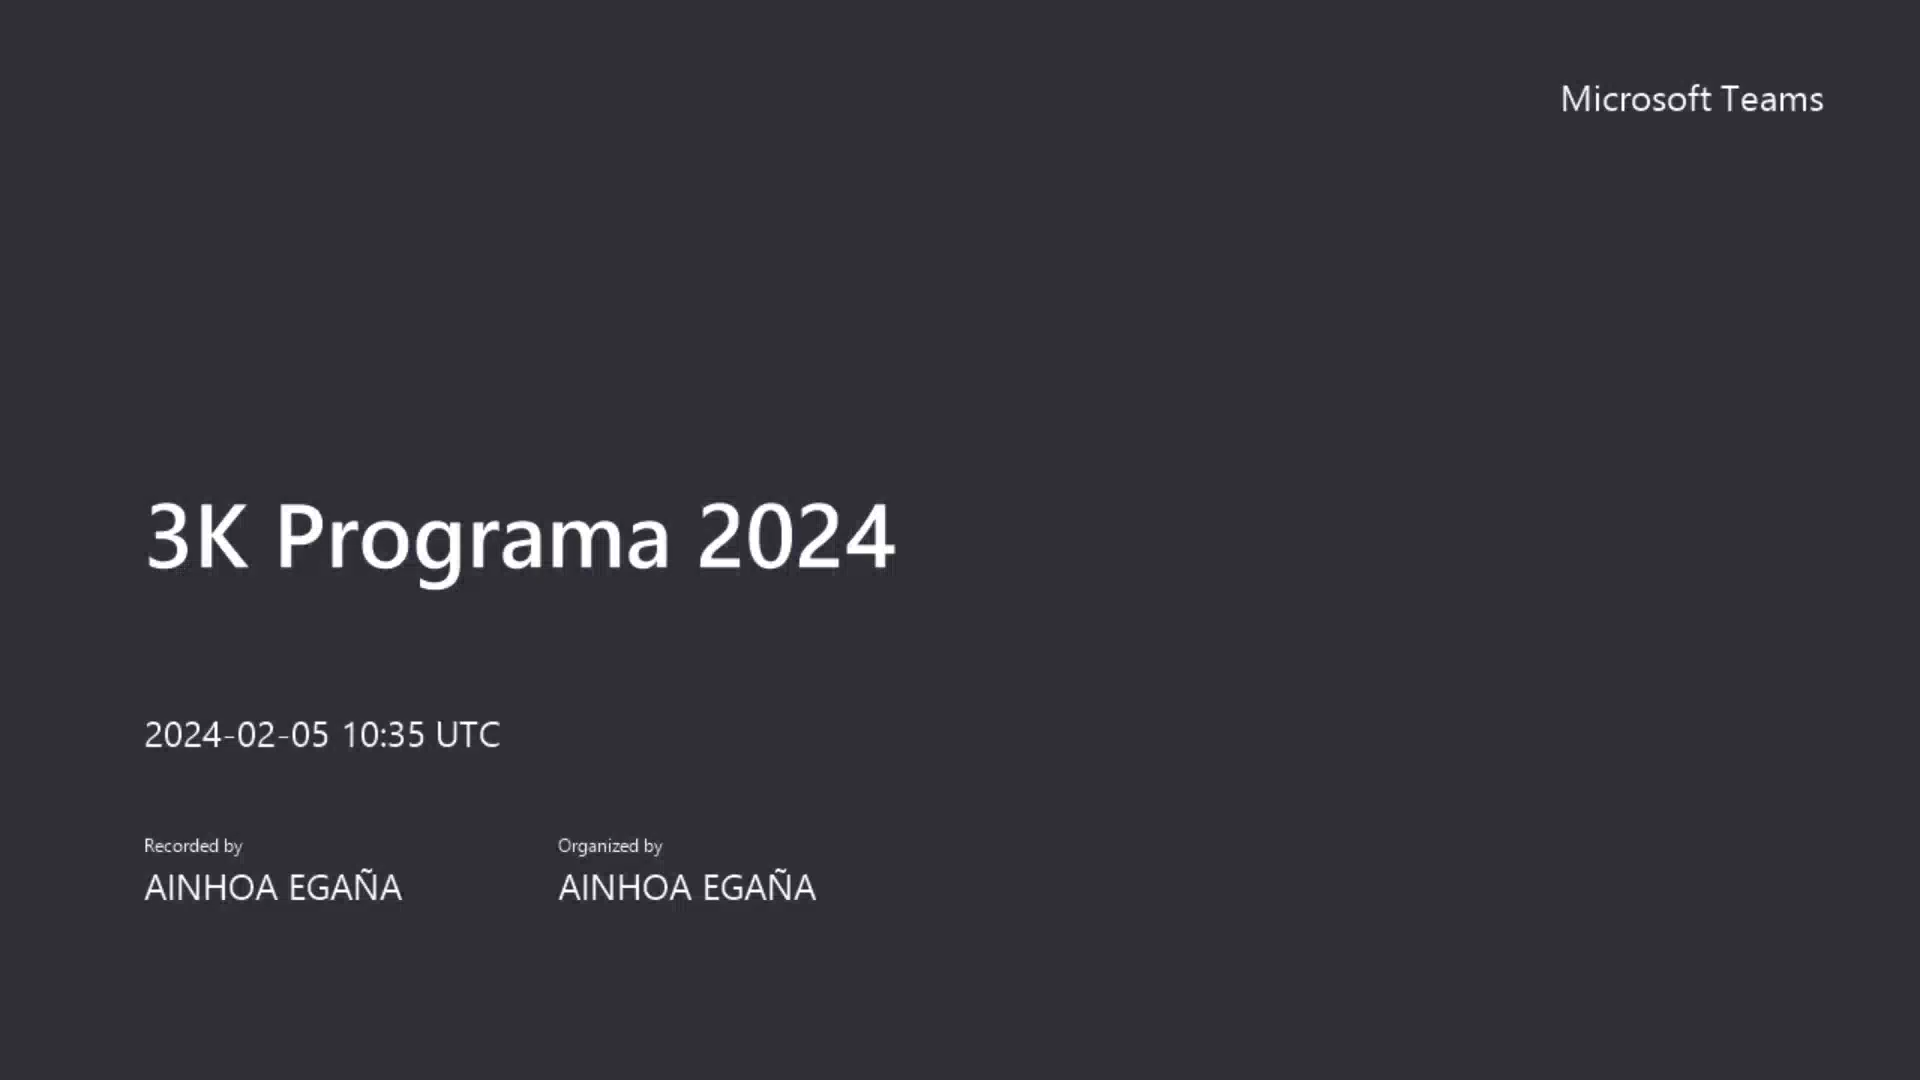 Microsoft Teams
3K Programa 2024
2024-02-05 10:35 UTC
Recorded by
AINHOA EGAÑA
Organized by
AINHOA EGAÑA